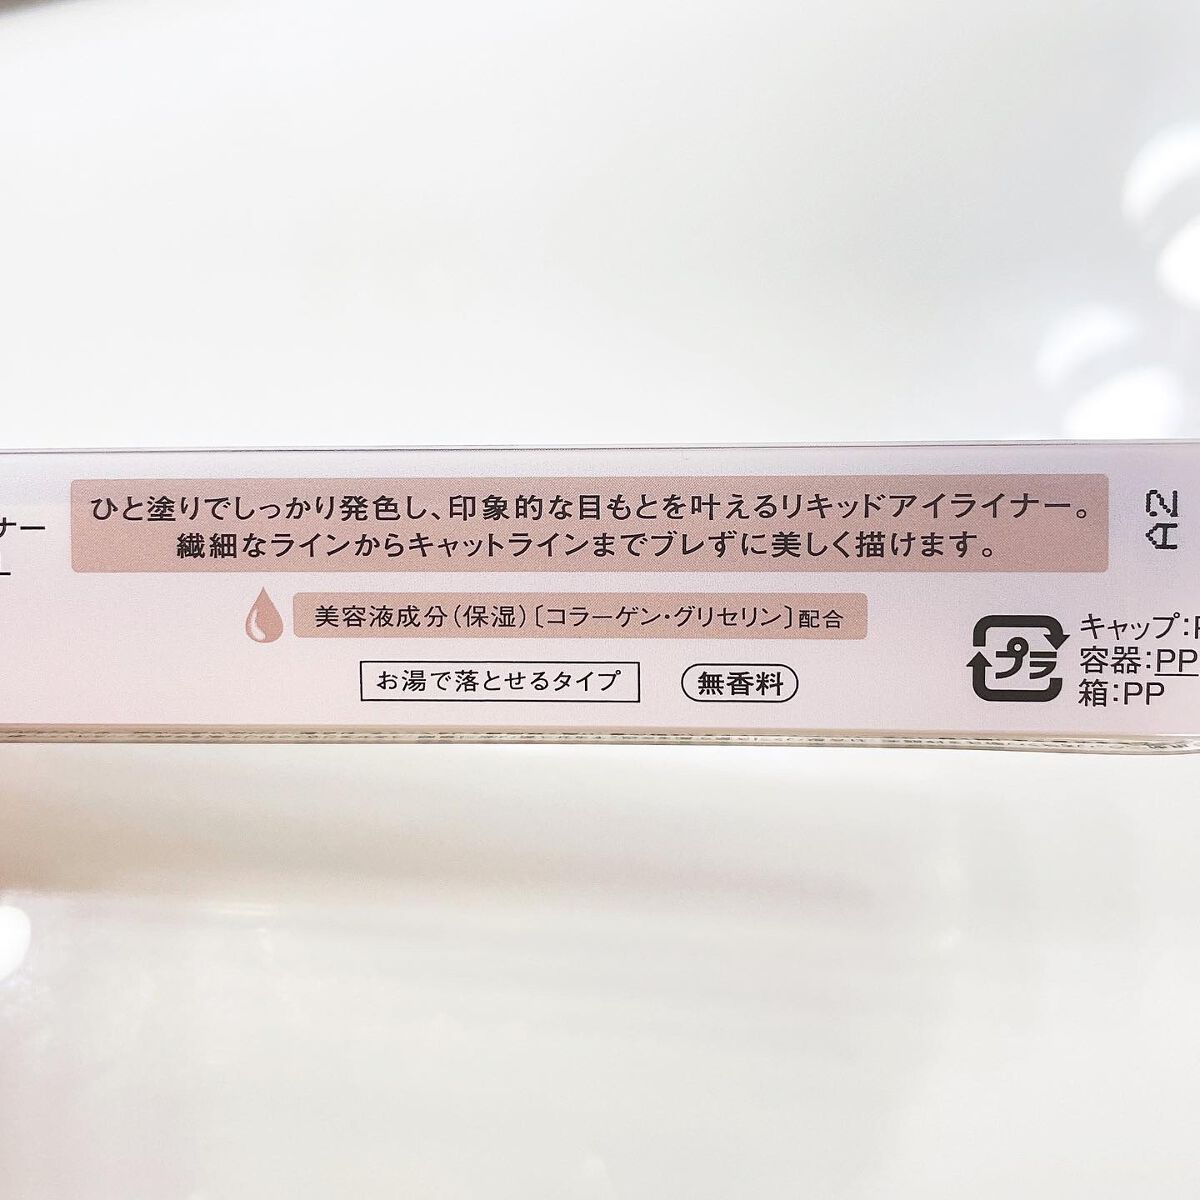 ナー
ひと塗りでしっかり発色し、印象的な目もとを叶えるリキッドアイライナー。
繊細なラインからキャットラインまでブレずに美しく描けます。
美容液成分(保湿)[コラーゲン・グリセリン]配合
お湯で落とせるタイプ
無香料
A2
プラ
キャップ:P
容器:PP
箱:PP